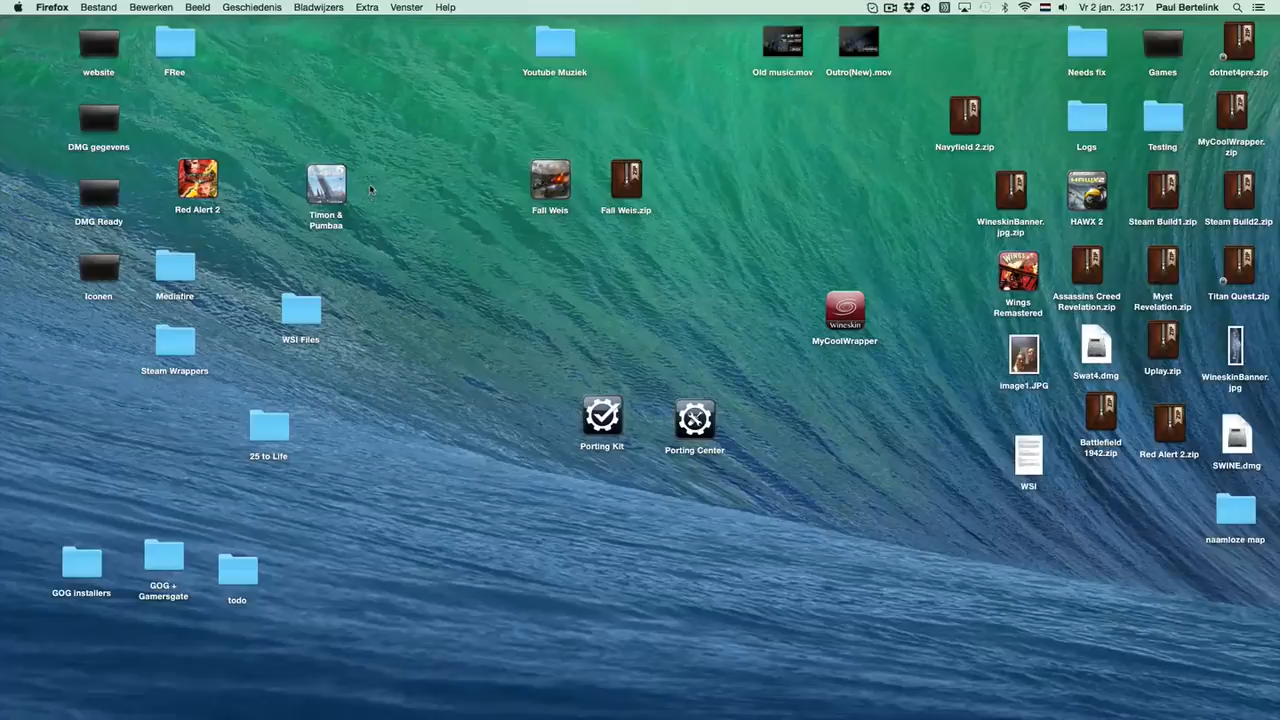 Firefox Bestand Bewerken Beeld Geschiedenis Bladwijzers Extra Venster Help Vr 2 jan. 23:17 Paul Bertelink
website
FRee
Youtube Muziek
Old music.mov
Outro(New).mov
Needs fix
Games
dotnet4pre.zip
DMG gegevens
Navyfield 2.zip
Logs
Testing
MyCoolWrapper.
zip
DMG Ready
Red Alert 2
Timon &
Pumbaa
Fall Weis
Fall Weis.zip
WineskinBanner.
jpg.zip
HAWX 2
Steam Build1.zip
Steam Build2.zip
Iconen
Mediafire
WSI Files
Wineskin
MyCoolWrapper
Wings
Remastered
Assassins Creed
Revelation.zip
Myst
Revelation.zip
Titan Quest.zip
Steam Wrappers
image1.JPG
Swat4.dmg
Uplay.zip
WineskinBanner.
jpg
25 to Life
Porting Kit
Porting Center
WSI
Battlefield
1942.zip
Red Alert 2.zip
SWINE.dmg
naamloze map
GOG installers
GOG +
Gamersgate
todo